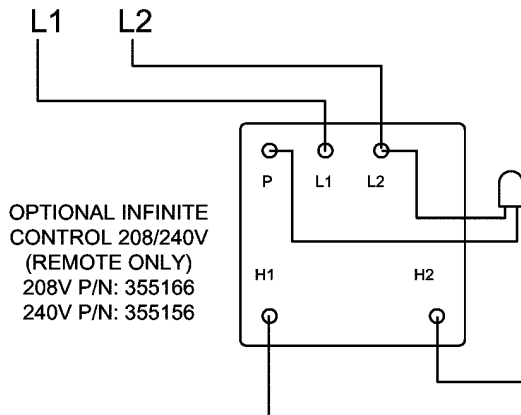 L1 L2
P L1 L2
OPTIONAL INFINITE
CONTROL 208/240V
(REMOTE ONLY)
208V P/N: 355166
240V P/N: 355156
H1 H2